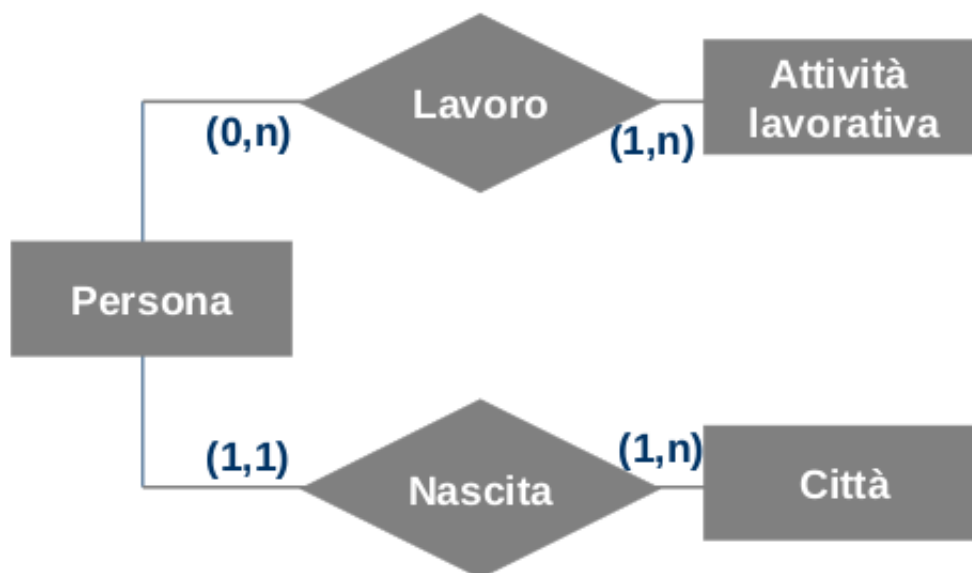 Lavoro
Attività
lavorativa
(0,n)
(1,n)
Persona
(1,1)
(1,n)
Nascita
Città